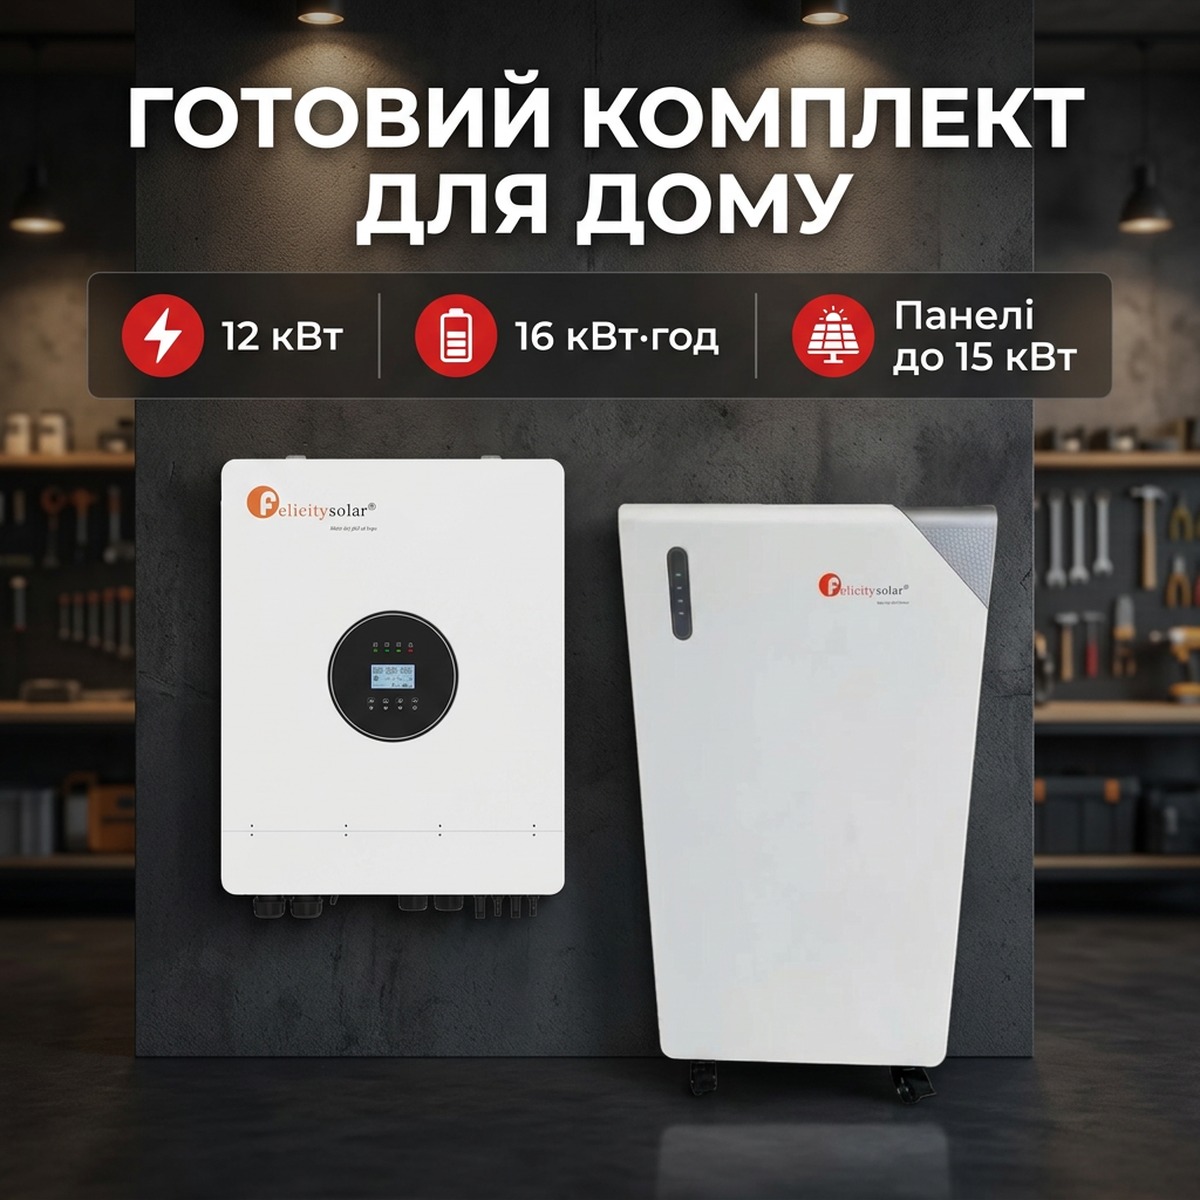 ГОТОВИЙ КОМПЛЕКТ
ДЛЯ ДОМУ
12 кВт
16 кВт·год
Панелі
до 15 кВт
felicitysolar®
felicitysolar®